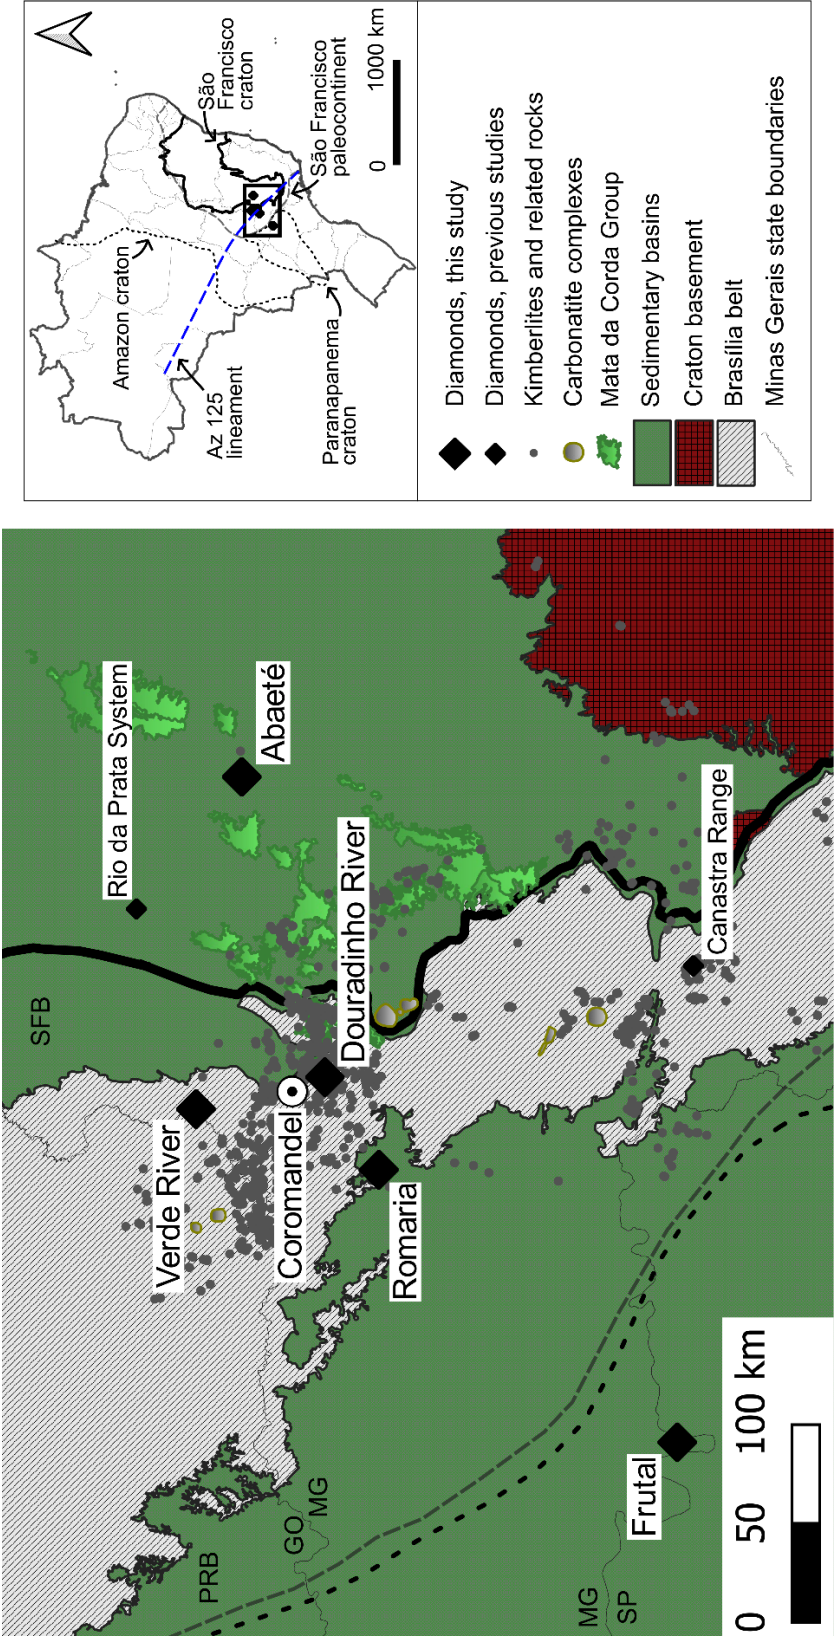 SFB
Rio da Prata System
Verde River
Abaeté
Coromandel
Douradinho River
Romaria
PRB
GO
MG
Canastra Range
Frutal
MG
SP
0 50 100 km
Amazon craton
São
Francisco
craton
Az 125
lineament
São Francisco
paleocontinent
Paranapanema
craton
0 1000 km
Diamonds, this study
Diamonds, previous studies
Kimberlites and related rocks
Carbonatite complexes
Mata da Corda Group
Sedimentary basins
Craton basement
Brasília belt
Minas Gerais state boundaries